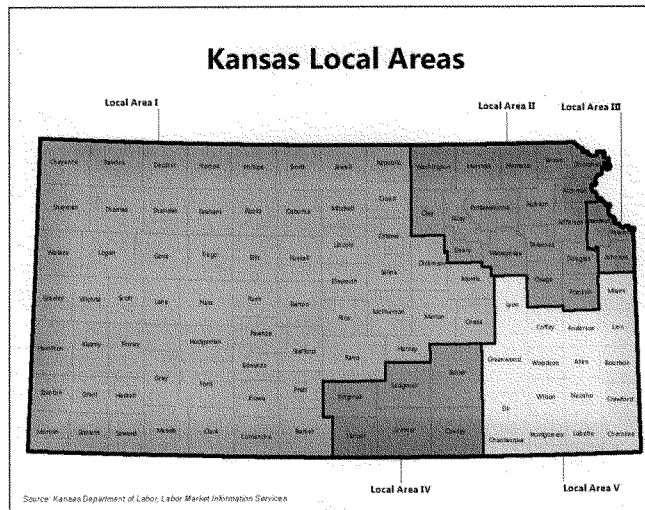 Kansas Local Areas
Local Area I
Local Area II
Local Area III
Cheyenne Rawlins Decatur Norton Phillips Smith Jewell Republic Washington Marshall Nemaha Brown
Sherman Thomas Sheridan Graham Rooks Osborne Mitchell Cloud Clay Riley Pottawatomie Jackson Jefferson
Ottawa
Wallace Logan Gove Trego Ellis Russell Lincoln Dickinson Geary Wabaunsee Shawnee Douglas Johnson
Saline Morris Osage Franklin Miami
Greeley Wichita Scott Lane Ness Rush Barton Ellsworth McPherson Marion Chase Lyon Coffey Anderson Linn
Rice
Hamilton Kearny Finney Hodgeman Pawnee Stafford Reno Harvey Greenwood Woodson Allen Bourbon
Edwards Sedgwick Butler
Stanton Grant Haskell Gray Ford Kiowa Pratt Kingman Elk Wilson Neosho Crawford
Morton Stevens Seward Meade Clark Comanche Barber Harper Sumner Cowley Chautauqua Montgomery Labette Cherokee
Local Area IV
Local Area V
Source: Kansas Department of Labor, Labor Market Information Services